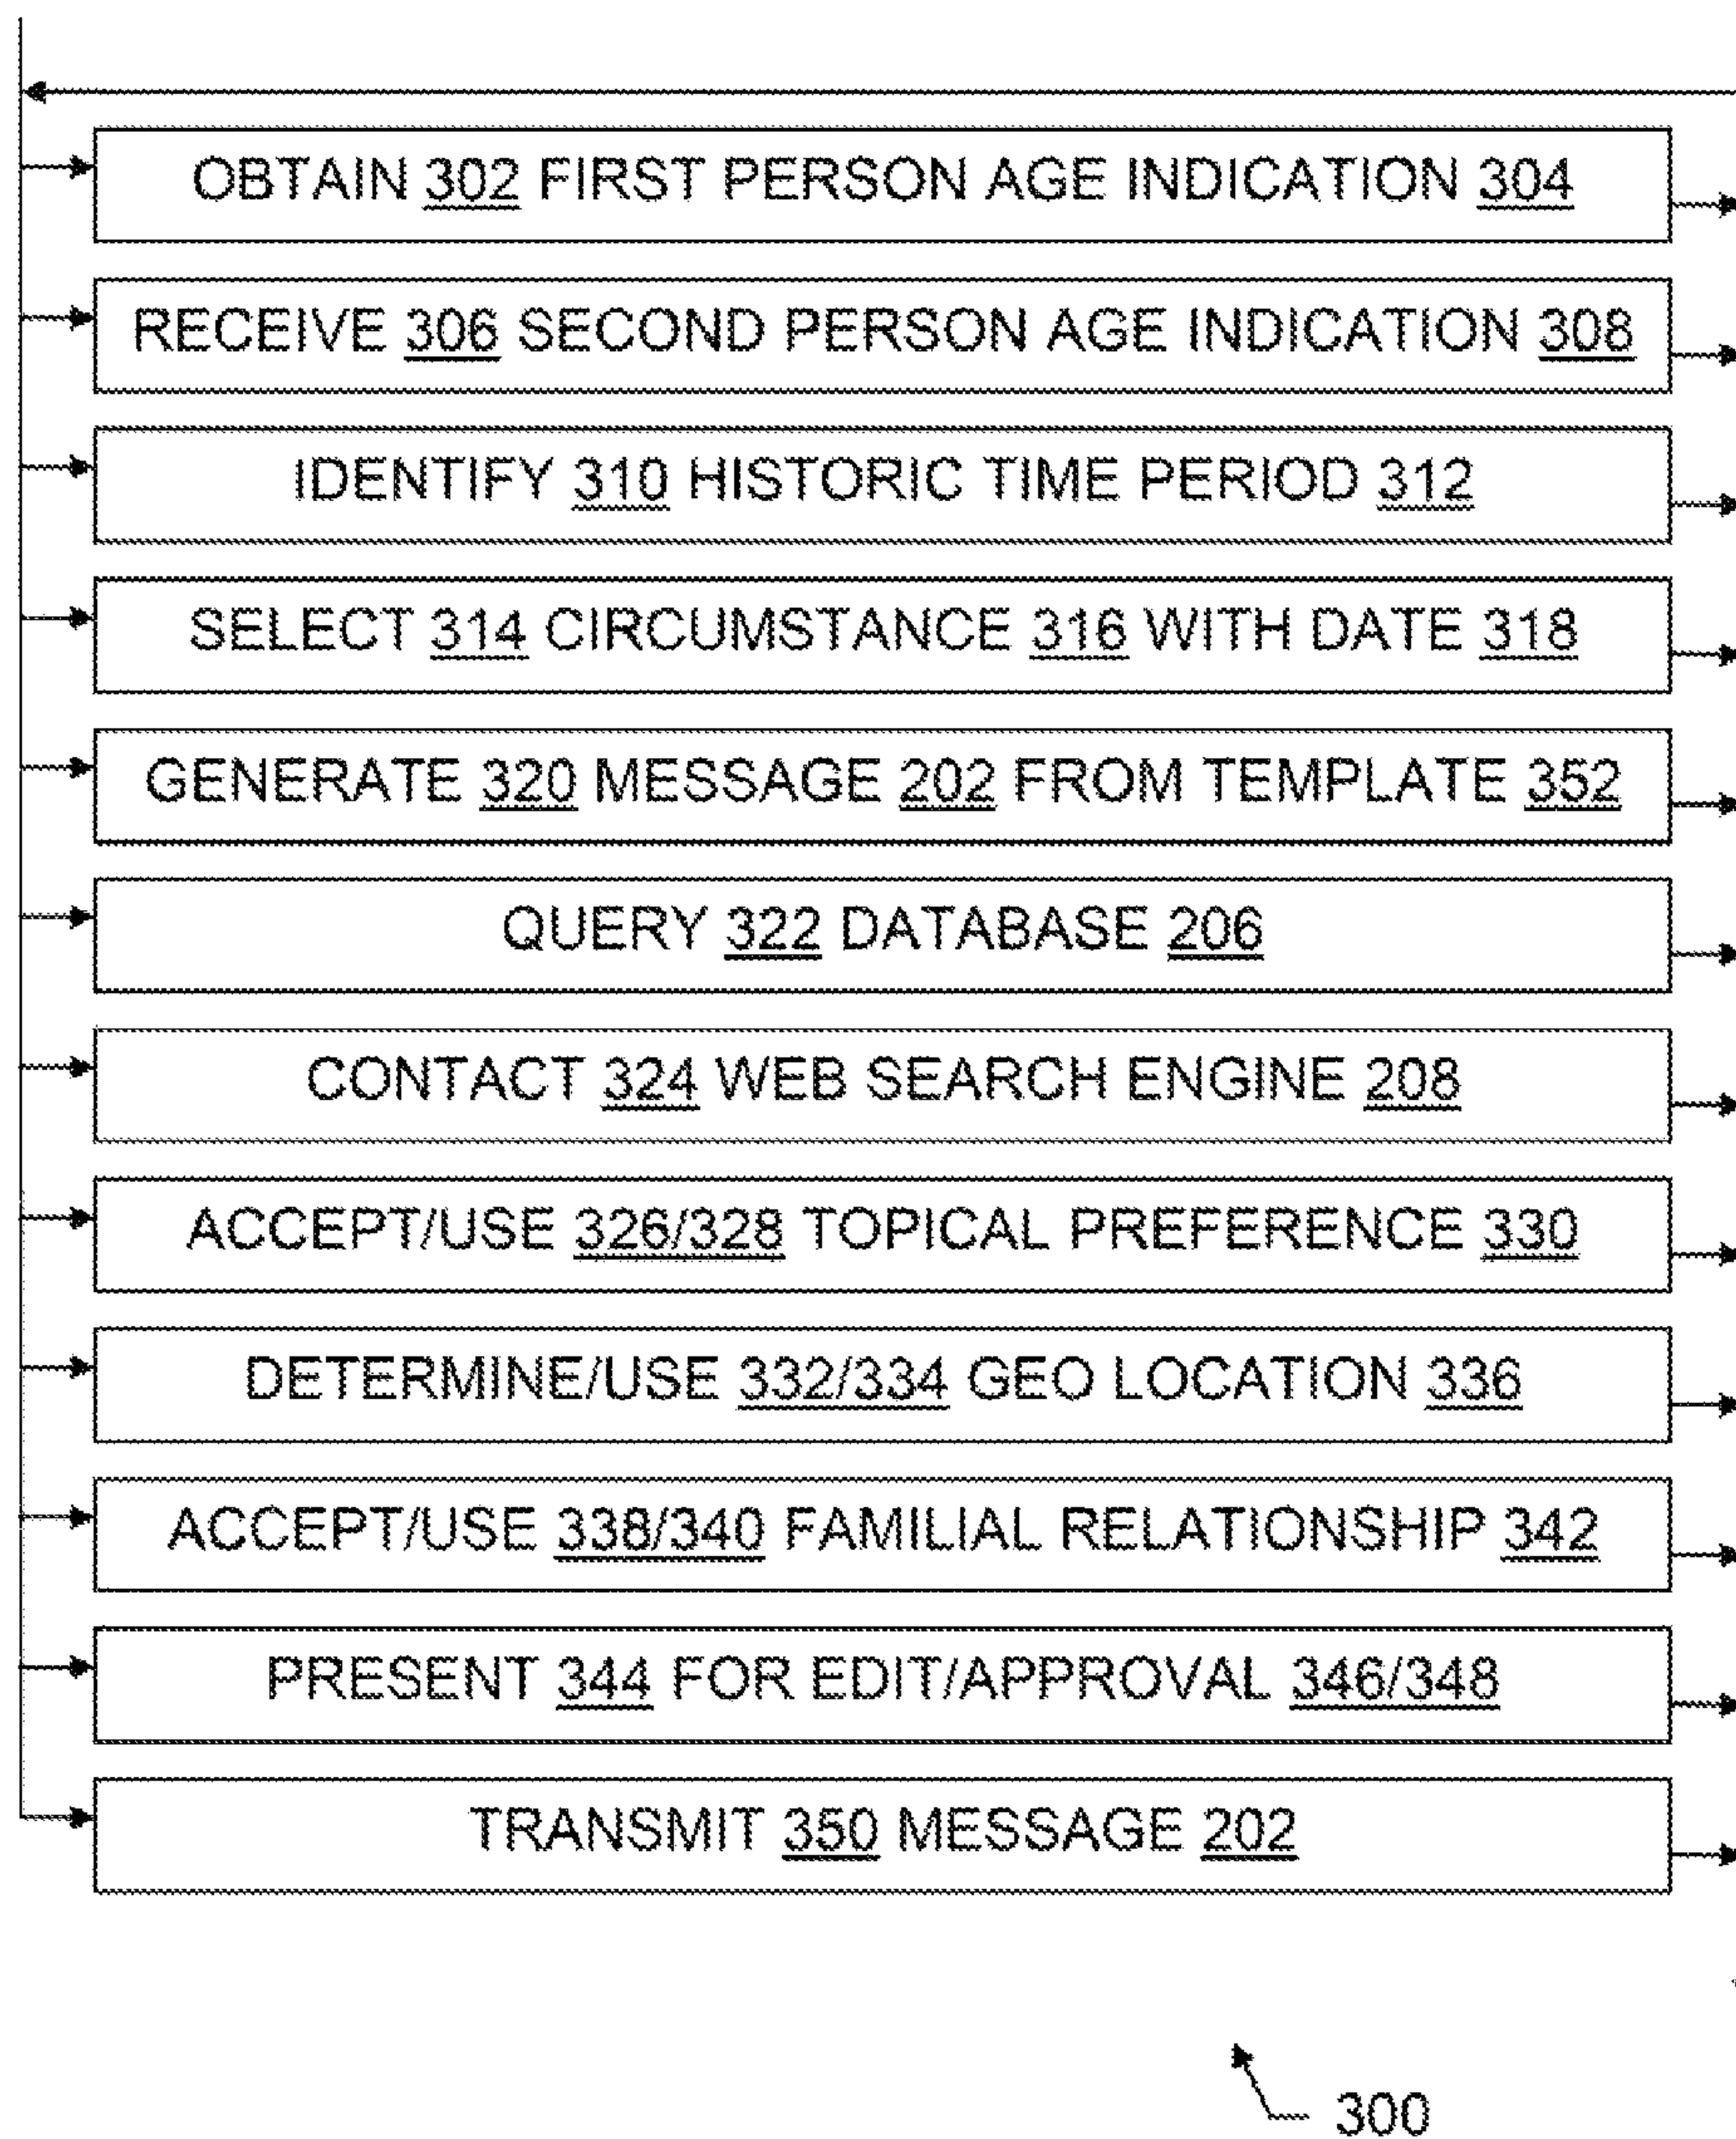 OBTAIN 302 FIRST PERSON AGE INDICATION 304
RECEIVE 306 SECOND PERSON AGE INDICATION 308
IDENTIFY 310 HISTORIC TIME PERIOD 312
SELECT 314 CIRCUMSTANCE 316 WITH DATE 318
GENERATE 320 MESSAGE 202 FROM TEMPLATE 352
QUERY 322 DATABASE 206
CONTACT 324 WEB SEARCH ENGINE 208
ACCEPT/USE 326/328 TOPICAL PREFERENCE 330
DETERMINE/USE 332/334 GEO LOCATION 336
ACCEPT/USE 338/340 FAMILIAL RELATIONSHIP 342
PRESENT 344 FOR EDIT/APPROVAL 346/348
TRANSMIT 350 MESSAGE 202
300